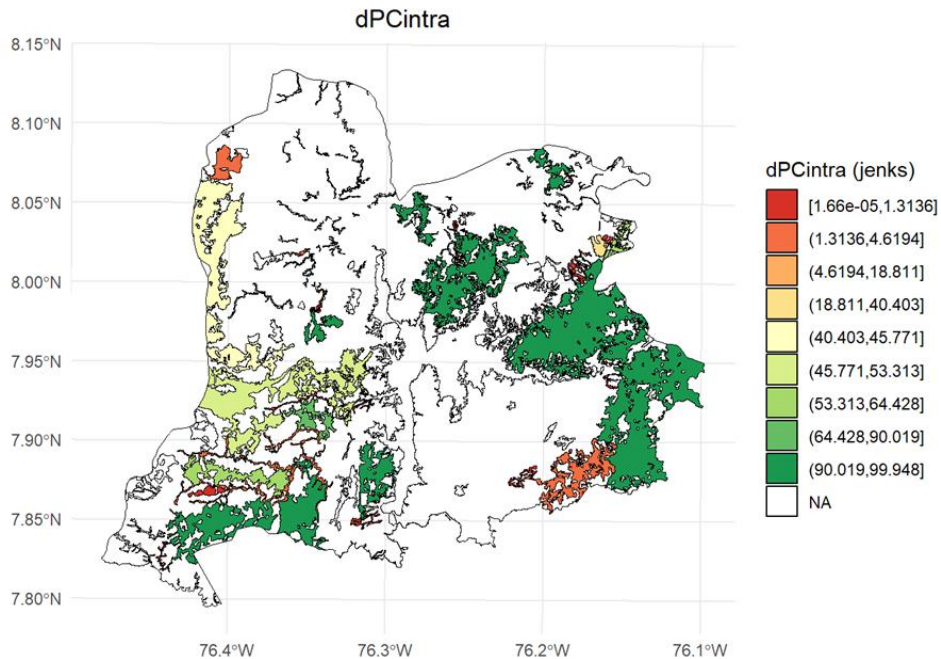 dPCintra
8.15°N
8.10°N
8.05°N
8.00°N
7.95°N
7.90°N
7.85°N
7.80°N
76.4°W
76.3°W
76.2°W
76.1°W
dPCintra (jenks)
[1.66e-05,1.3136]
(1.3136,4.6194]
(4.6194,18.811]
(18.811,40.403]
(40.403,45.771]
(45.771,53.313]
(53.313,64.428]
(64.428,90.019]
(90.019,99.948]
NA